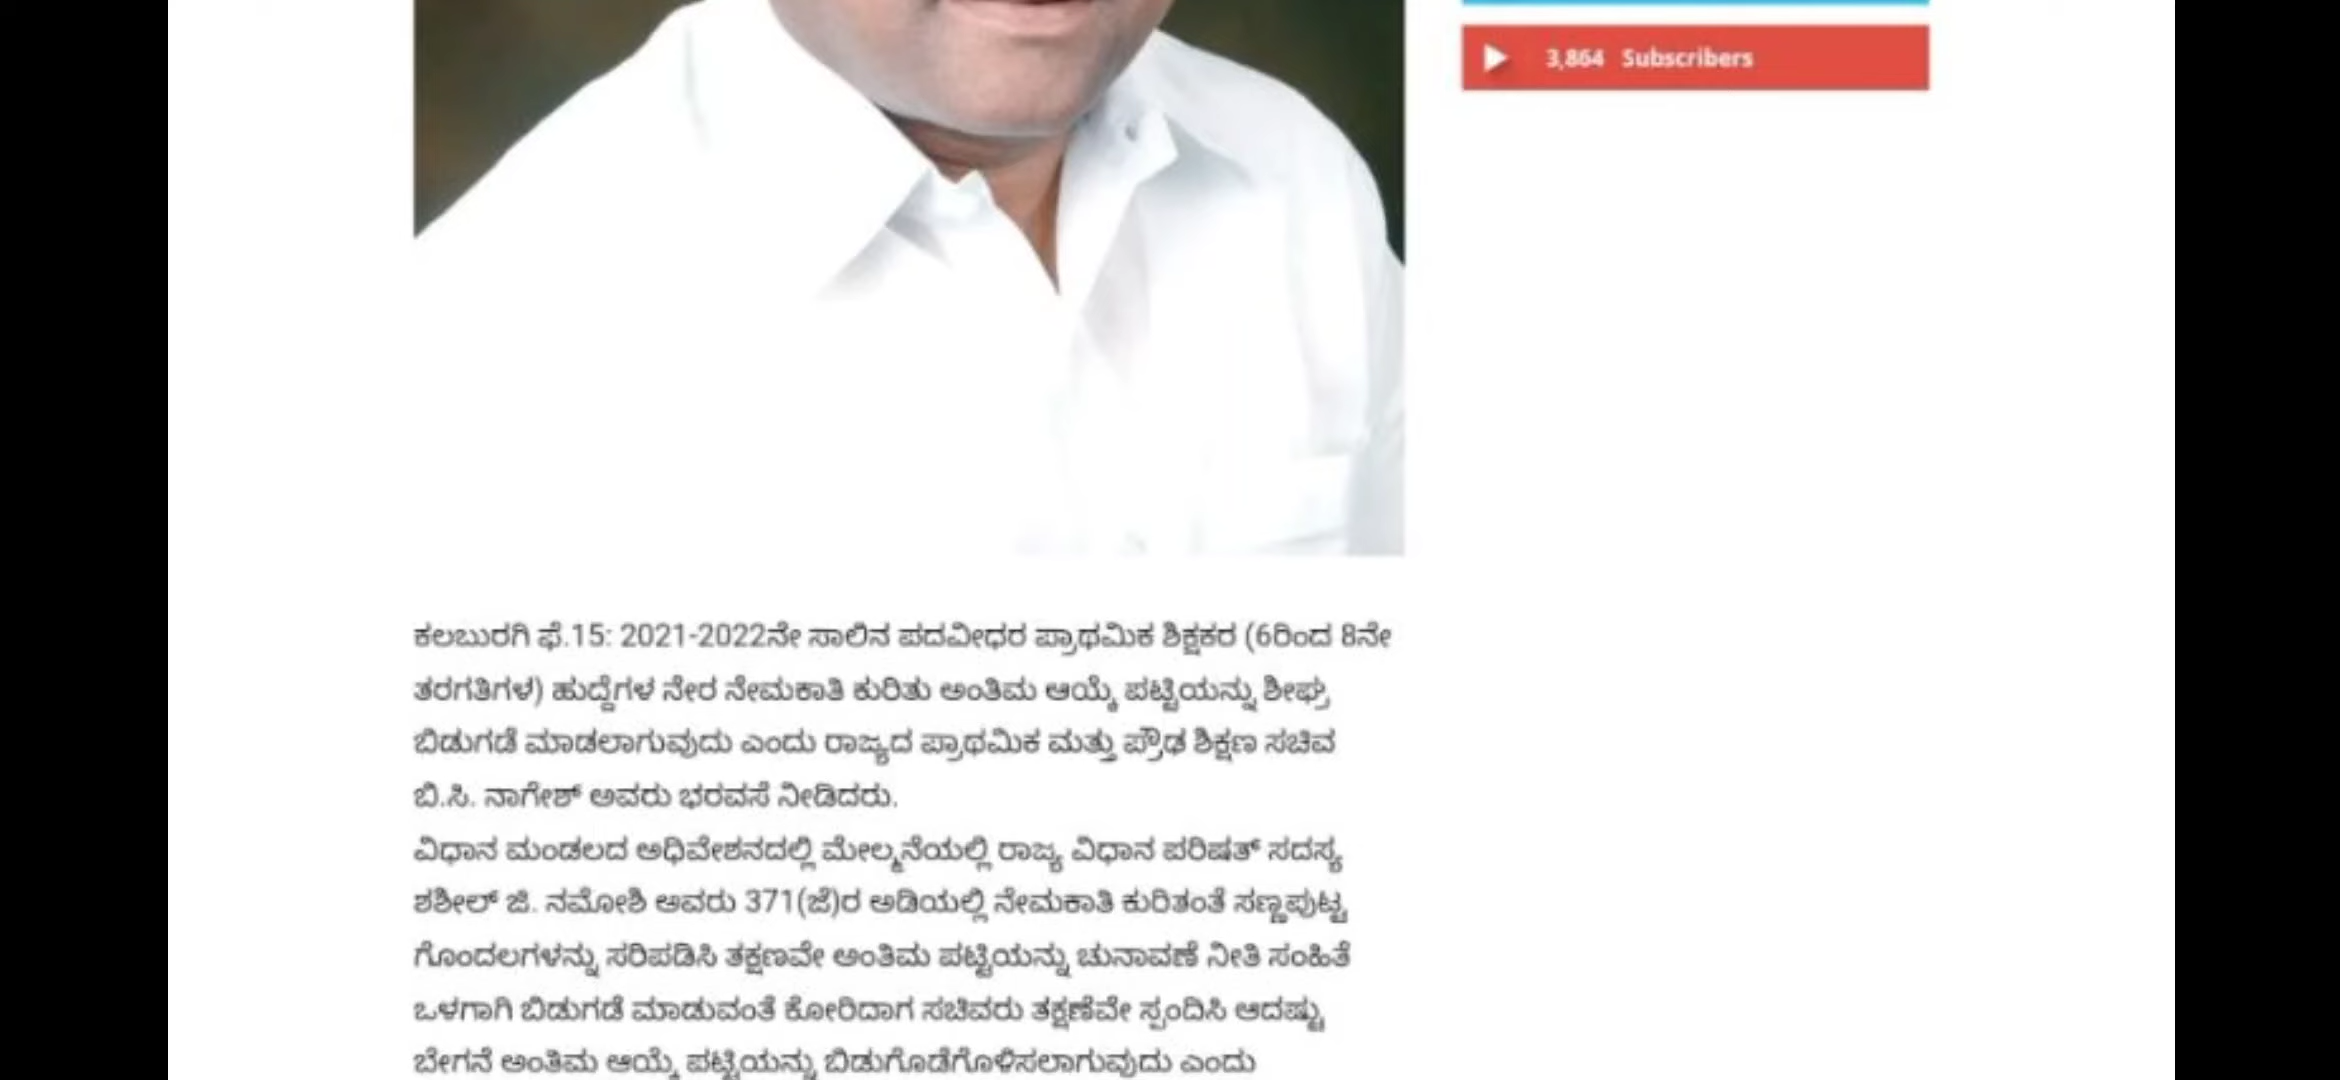 3,864 Subscribers
ಕಲಬುರಗಿ ಫೆ.15: 2021-2022ನೇ ಸಾಲಿನ ಪದವೀಧರ ಪ್ರಾಥಮಿಕ ಶಿಕ್ಷಕರ (6ರಿಂದ 8ನೇ
ತರಗತಿಗಳ) ಹುದ್ದೆಗಳ ನೇರ ನೇಮಕಾತಿ ಕುರಿತು ಅಂತಿಮ ಆಯ್ಕೆ ಪಟ್ಟಿಯನ್ನು ಶೀಘ್ರ
ಬಿಡುಗಡೆ ಮಾಡಲಾಗುವುದು ಎಂದು ರಾಜ್ಯದ ಪ್ರಾಥಮಿಕ ಮತ್ತು ಪ್ರೌಢ ಶಿಕ್ಷಣ ಸಚಿವ
ಬಿ.ಸಿ. ನಾಗೇಶ್ ಅವರು ಭರವಸೆ ನೀಡಿದರು.
ವಿಧಾನ ಮಂಡಲದ ಅಧಿವೇಶನದಲ್ಲಿ ಮೇಲ್ಮನೆಯಲ್ಲಿ ರಾಜ್ಯ ವಿಧಾನ ಪರಿಷತ್ ಸದಸ್ಯ
ಶಶೀಲ್ ಜಿ. ನಮೋಶಿ ಅವರು 371(ಜೆ)ರ ಅಡಿಯಲ್ಲಿ ನೇಮಕಾತಿ ಕುರಿತಂತೆ ಸಣ್ಣಪುಟ್ಟ
ಗೊಂದಲಗಳನ್ನು ಸರಿಪಡಿಸಿ ತಕ್ಷಣವೇ ಅಂತಿಮ ಪಟ್ಟಿಯನ್ನು ಚುನಾವಣೆ ನೀತಿ ಸಂಹಿತೆ
ಒಳಗಾಗಿ ಬಿಡುಗಡೆ ಮಾಡುವಂತೆ ಕೋರಿದಾಗ ಸಚಿವರು ತಕ್ಷಣೆವೇ ಸ್ಪಂದಿಸಿ ಆದಷ್ಟು
ಬೇಗನೆ ಅಂತಿಮ ಆಯ್ಕೆ ಪಟ್ಟಿಯನ್ನು ಬಿಡುಗೊಡೆಗೊಳಿಸಲಾಗುವುದು ಎಂದು